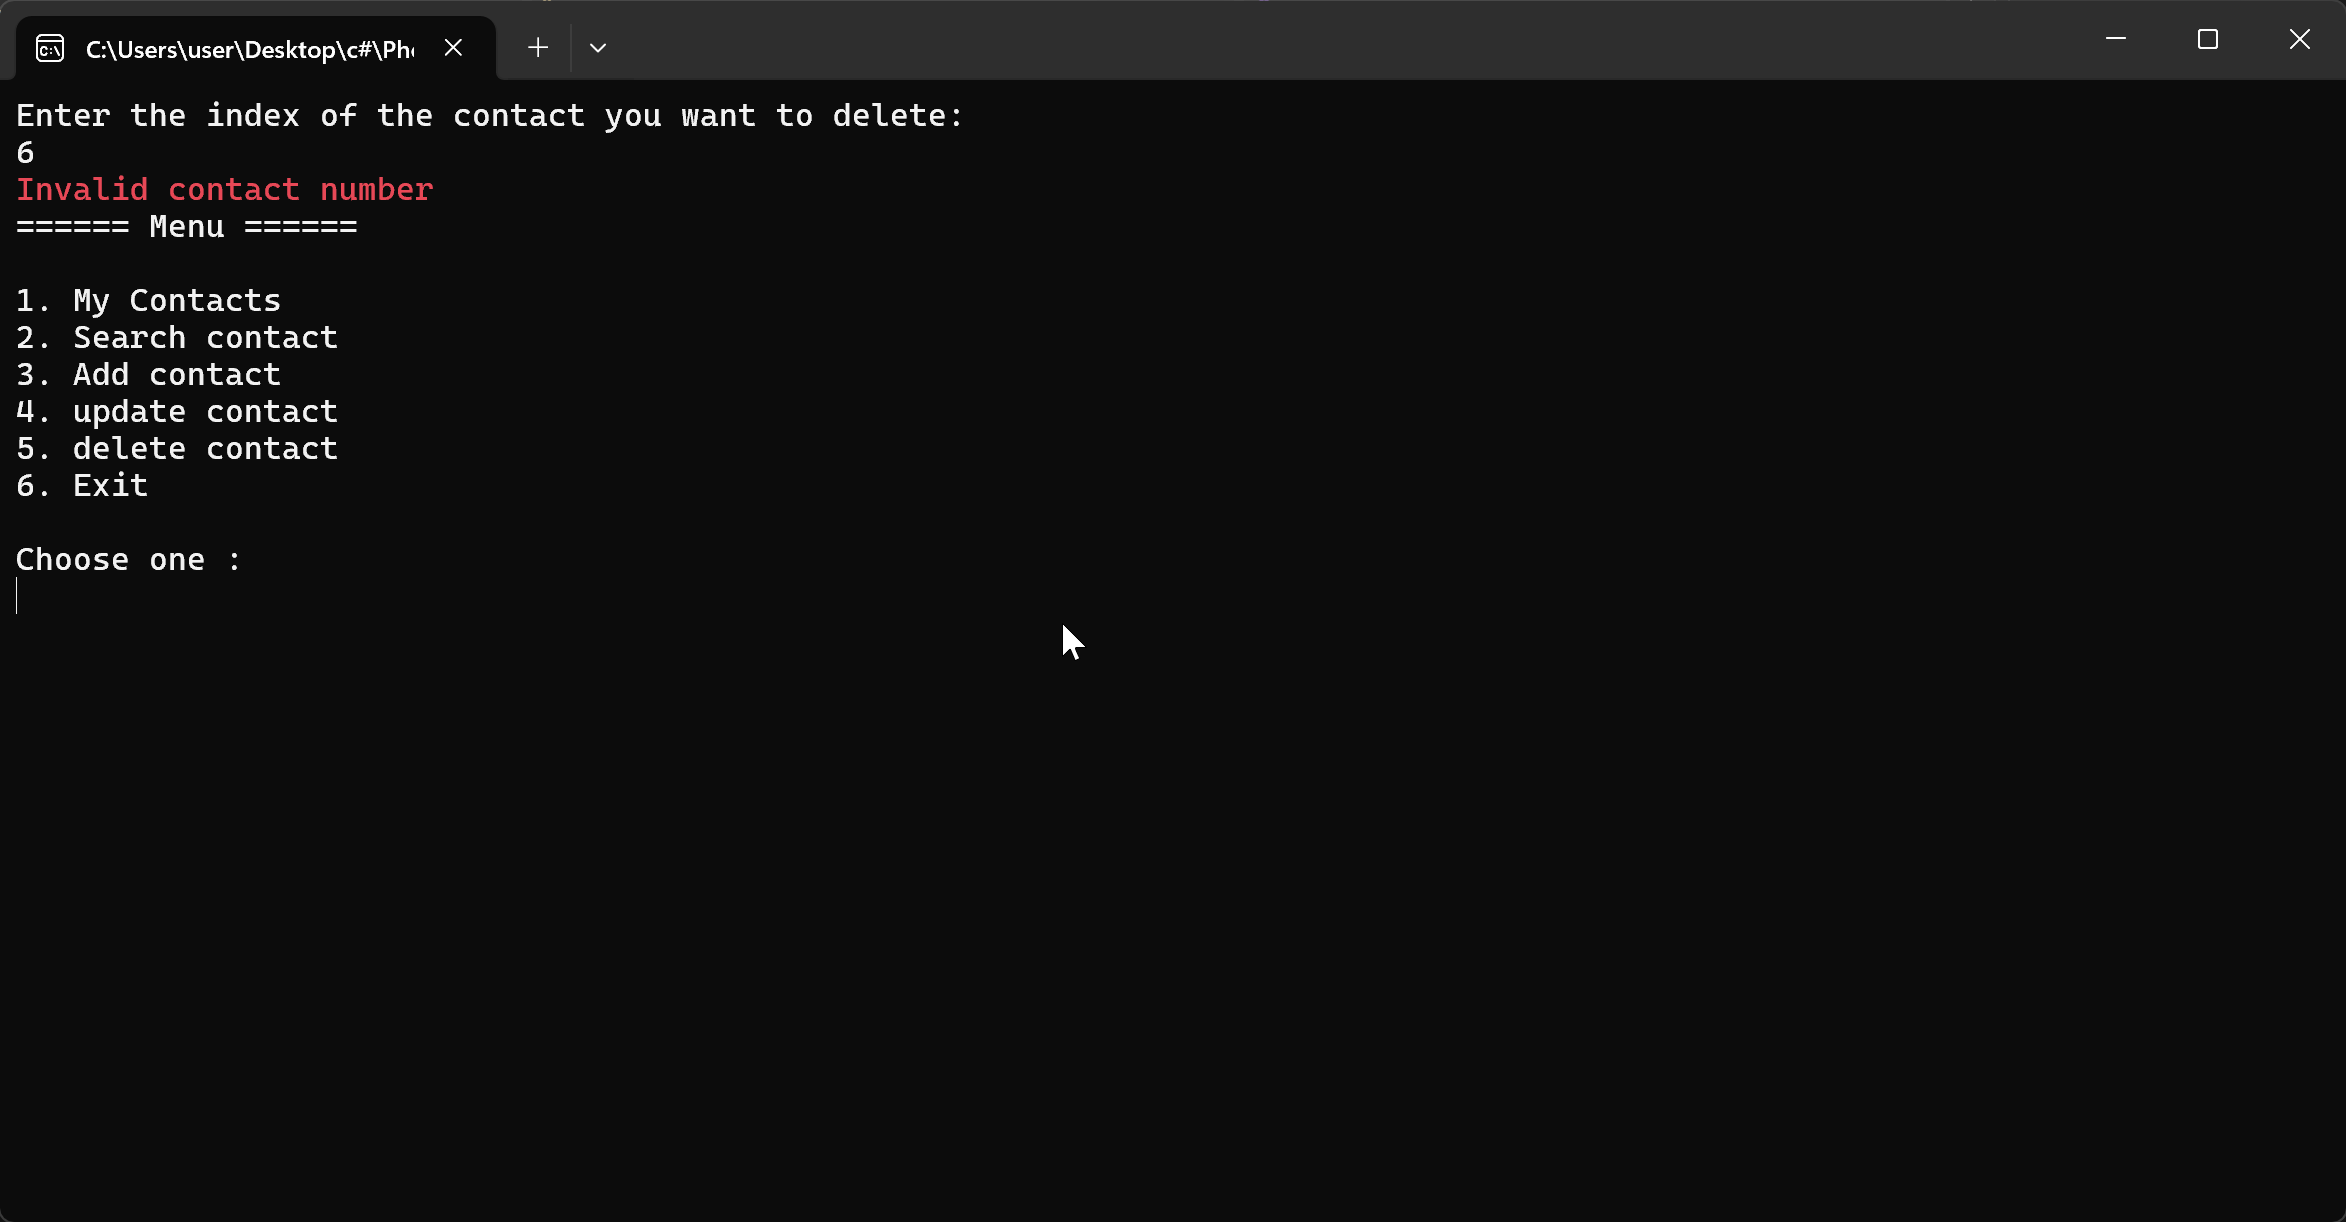 C:\Users\user\Desktop\c#\Pho
Enter the index of the contact you want to delete:
6
Invalid contact number
====== Menu ======
1. My Contacts
2. Search contact
3. Add contact
4. update contact
5. delete contact
6. Exit
Choose one :